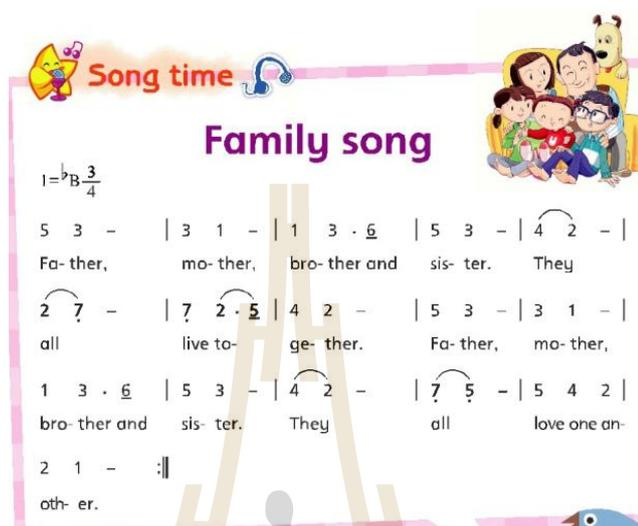 Song time
Family song
1=♭B 3/4
5 3 – | 3 1 – | 1 3 · 6̲ | 5 3 – | 4 2 – |
Fa- ther, mo- ther, bro- ther and sis- ter. They
2 7̣ – | 7̣ 2 · 5̲̣ | 4 2 – | 5 3 – | 3 1 – |
all live to- ge- ther. Fa- ther, mo- ther,
1 3 · 6̲ | 5 3 – | 4 2 – | 7̣ 5̣ – | 5 4 2 |
bro- ther and sis- ter. They all love one an-
2 1 – :‖
oth- er.